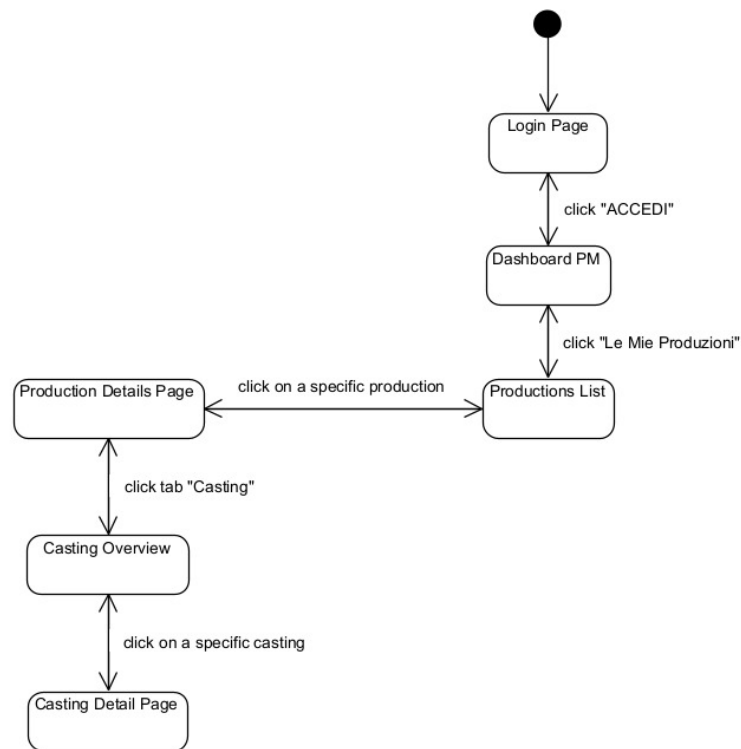 Login Page
click "ACCEDI"
Dashboard PM
click "Le Mie Produzioni"
Production Details Page
click on a specific production
Productions List
click tab "Casting"
Casting Overview
click on a specific casting
Casting Detail Page